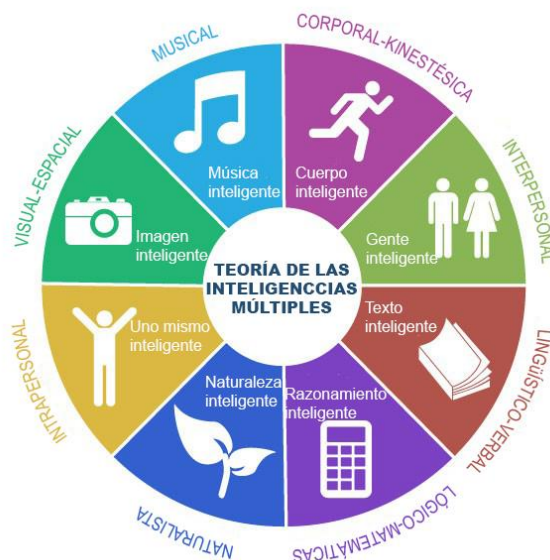 MUSICAL
CORPORAL-KINESTÉSICA
VISUAL-ESPACIAL
INTERPERSONAL
Música
inteligente
Cuerpo
inteligente
Imagen
inteligente
Gente
inteligente
TEORÍA DE LAS
INTELIGENCCIAS
MÚLTIPLES
Uno mismo
inteligente
Texto
inteligente
Naturaleza
inteligente
Razonamiento
inteligente
INTRAPERSONAL
LINGÜÍSTICO-VERBAL
NATURALISTA
LÓGICO-MATEMÁTICAS